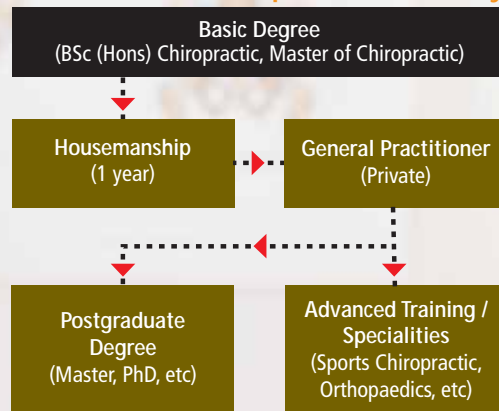 Basic Degree
(BSc (Hons) Chiropractic, Master of Chiropractic)
Housemanship
(1 year)
General Practitioner
(Private)
Postgraduate
Degree
(Master, PhD, etc)
Advanced Training /
Specialities
(Sports Chiropractic,
Orthopaedics, etc)